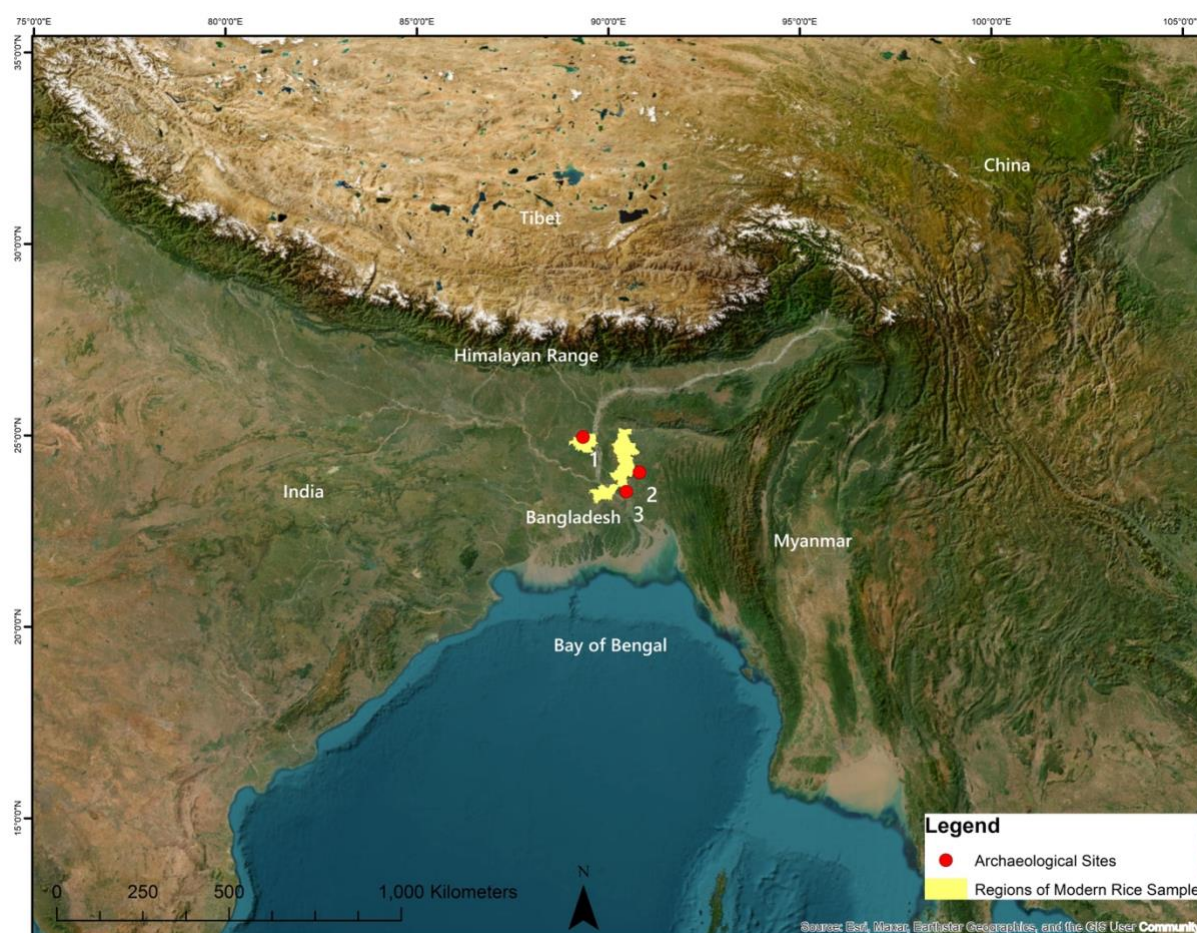 75°0'0"E 80°0'0"E 85°0'0"E 90°0'0"E 95°0'0"E 100°0'0"E 105°0'0"E
35°0'0"N
China
Tibet
30°0'0"N
Himalayan Range
25°0'0"N
1
India
2
Bangladesh
3
Myanmar
20°0'0"N
Bay of Bengal
15°0'0"N
Legend
Archaeological Sites
Regions of Modern Rice Sample
N
0 250 500 1,000 Kilometers
Source: Esri, Maxar, Earthstar Geographics, and the GIS User Community